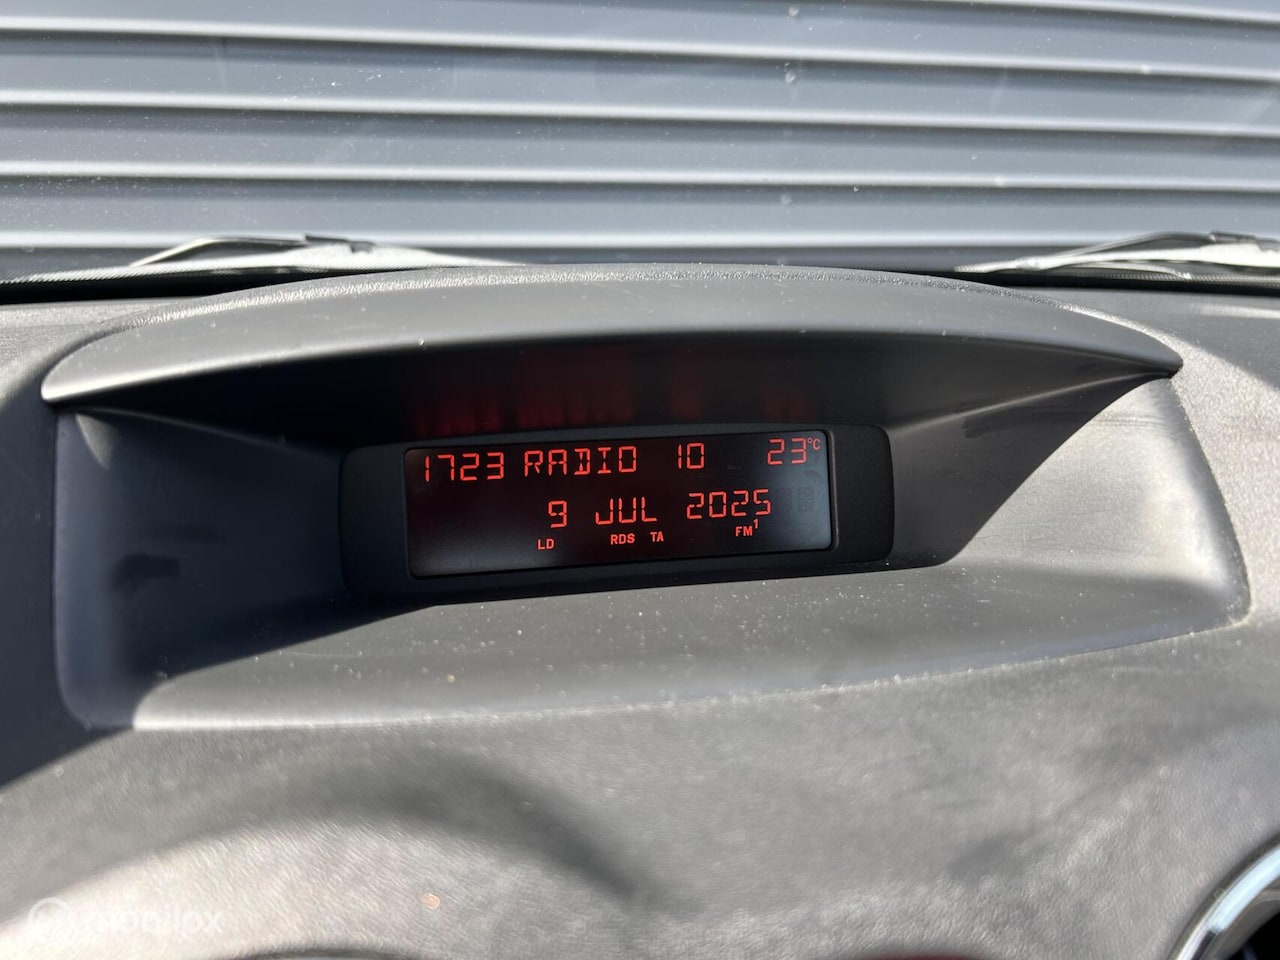 1723 RADIO 10 23°C
9 JUL 2025
LD RDS TA FM1